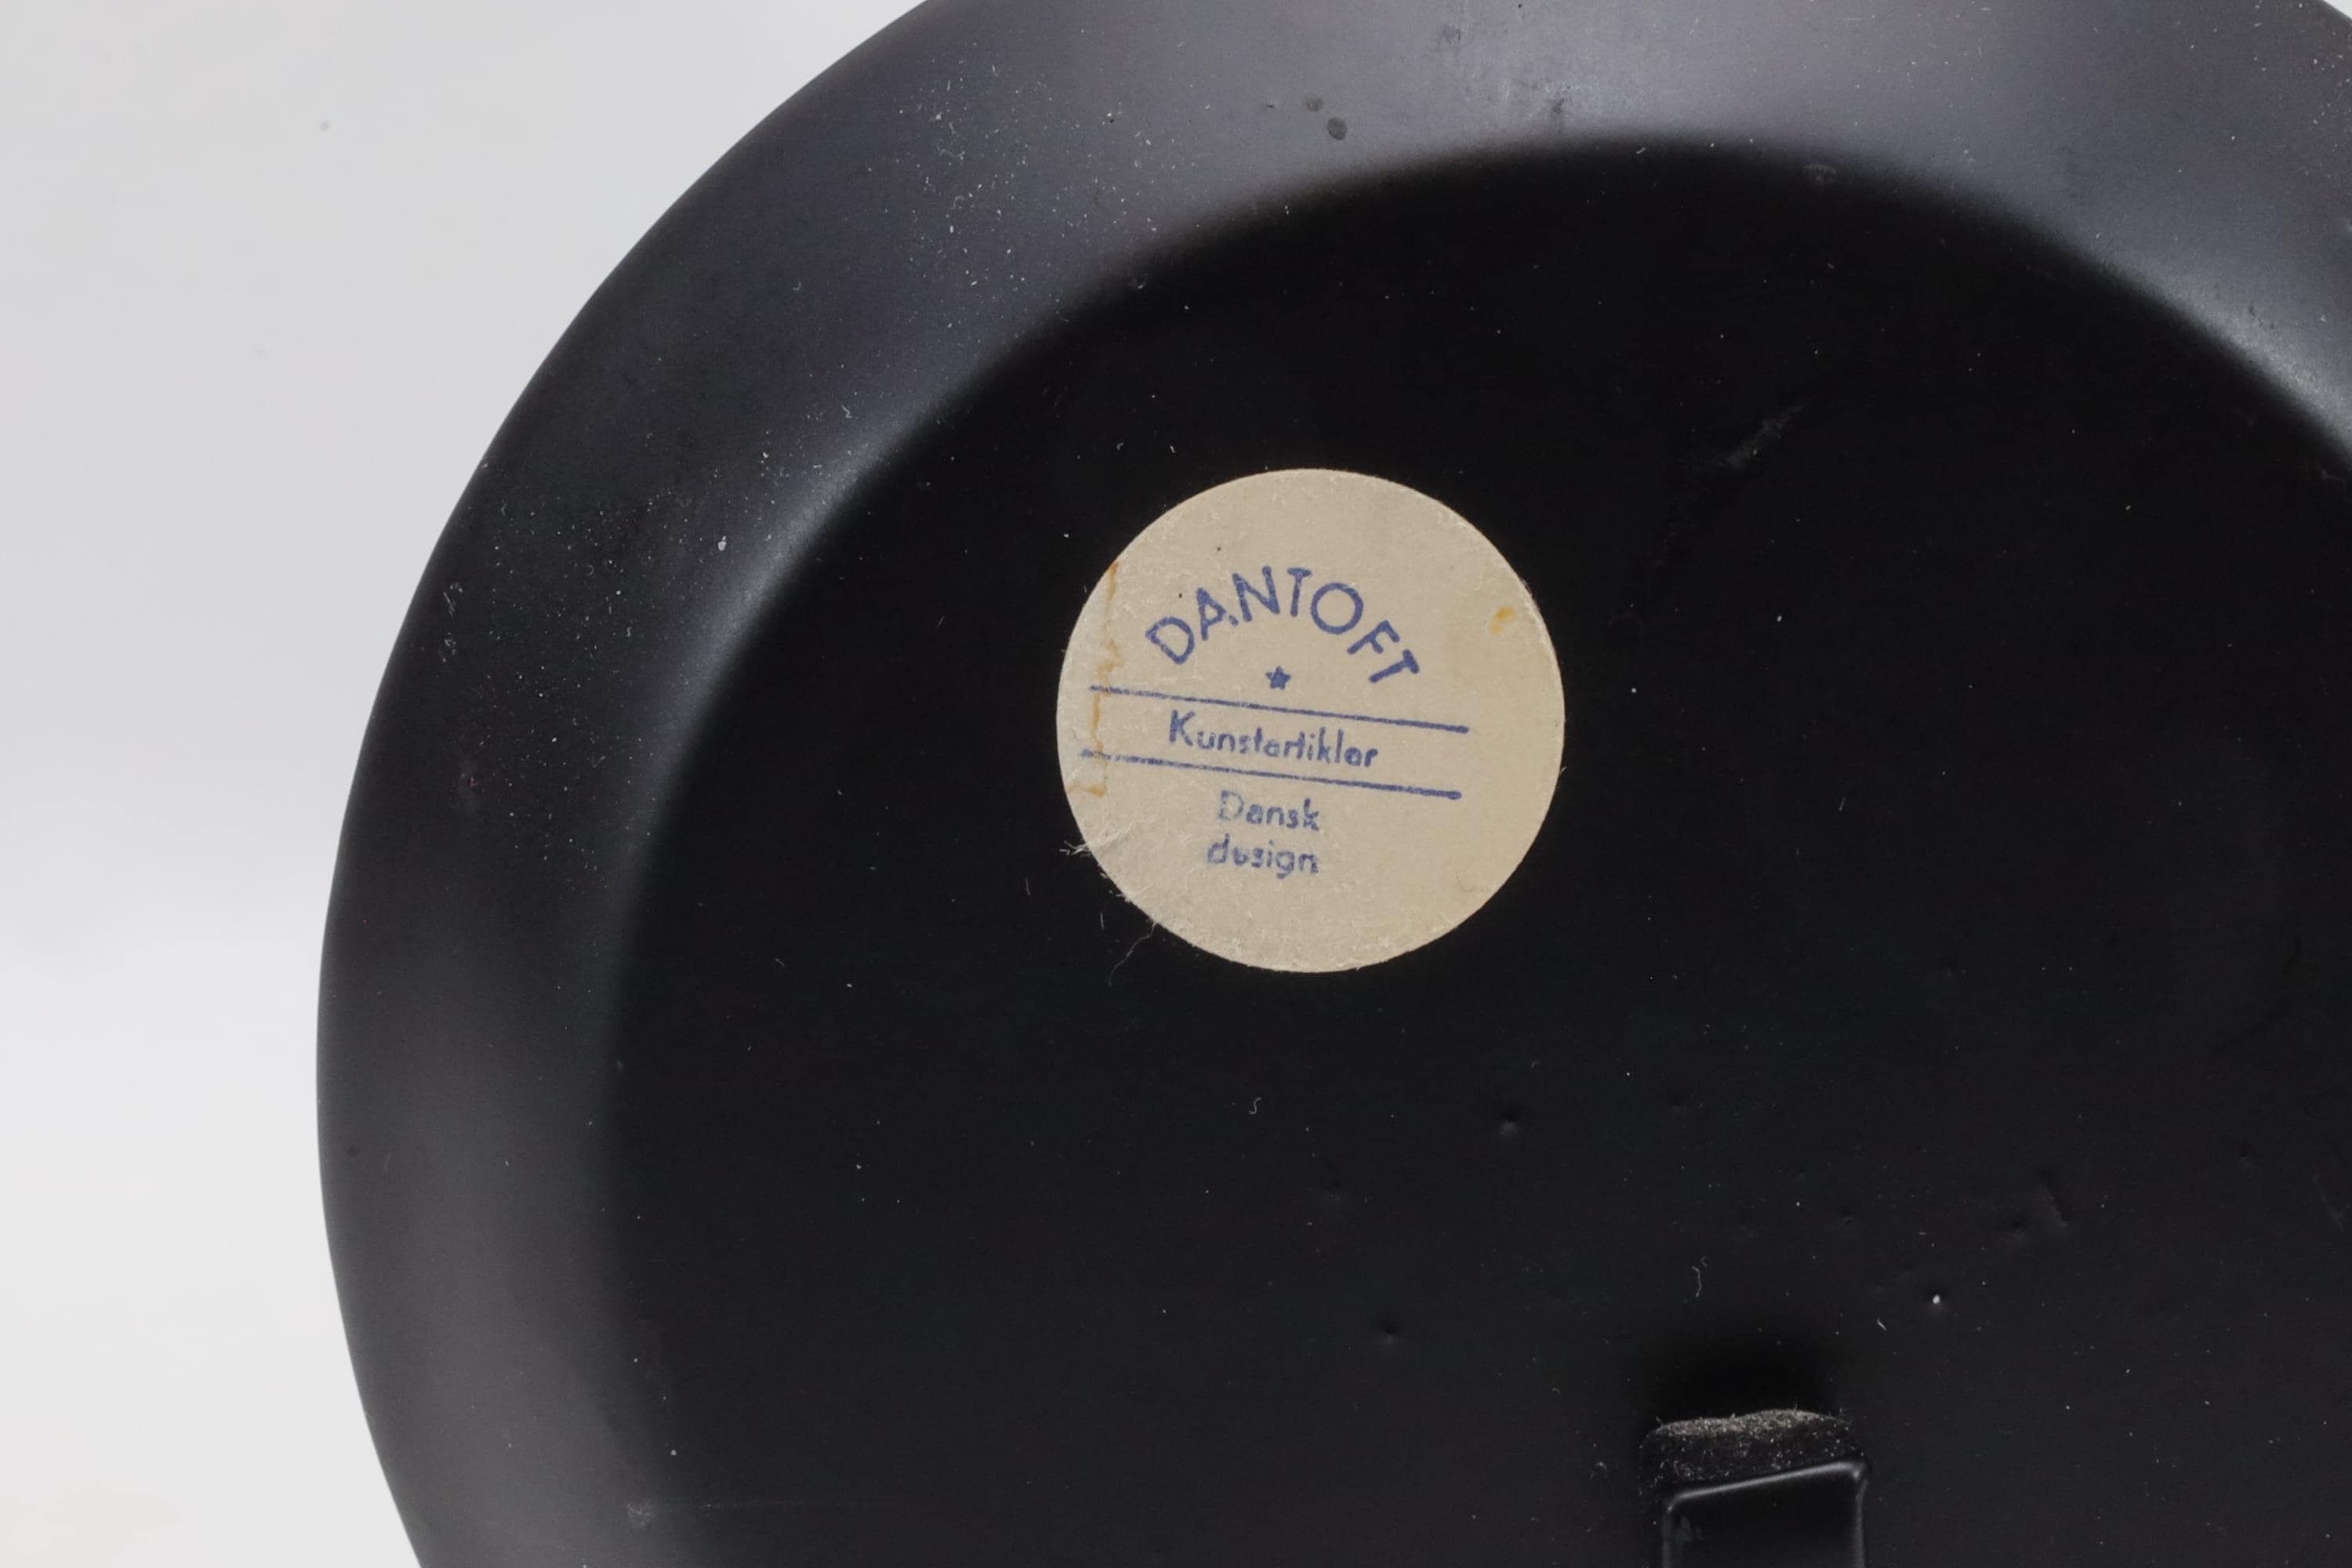 DANTOFT
Kunstartikler
Dansk
design